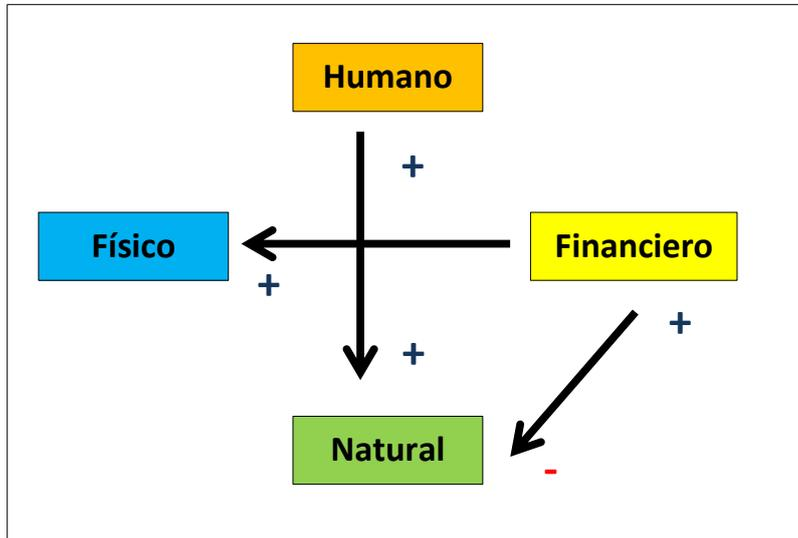 Humano
+
Físico
Financiero
+
+
+
Natural
-